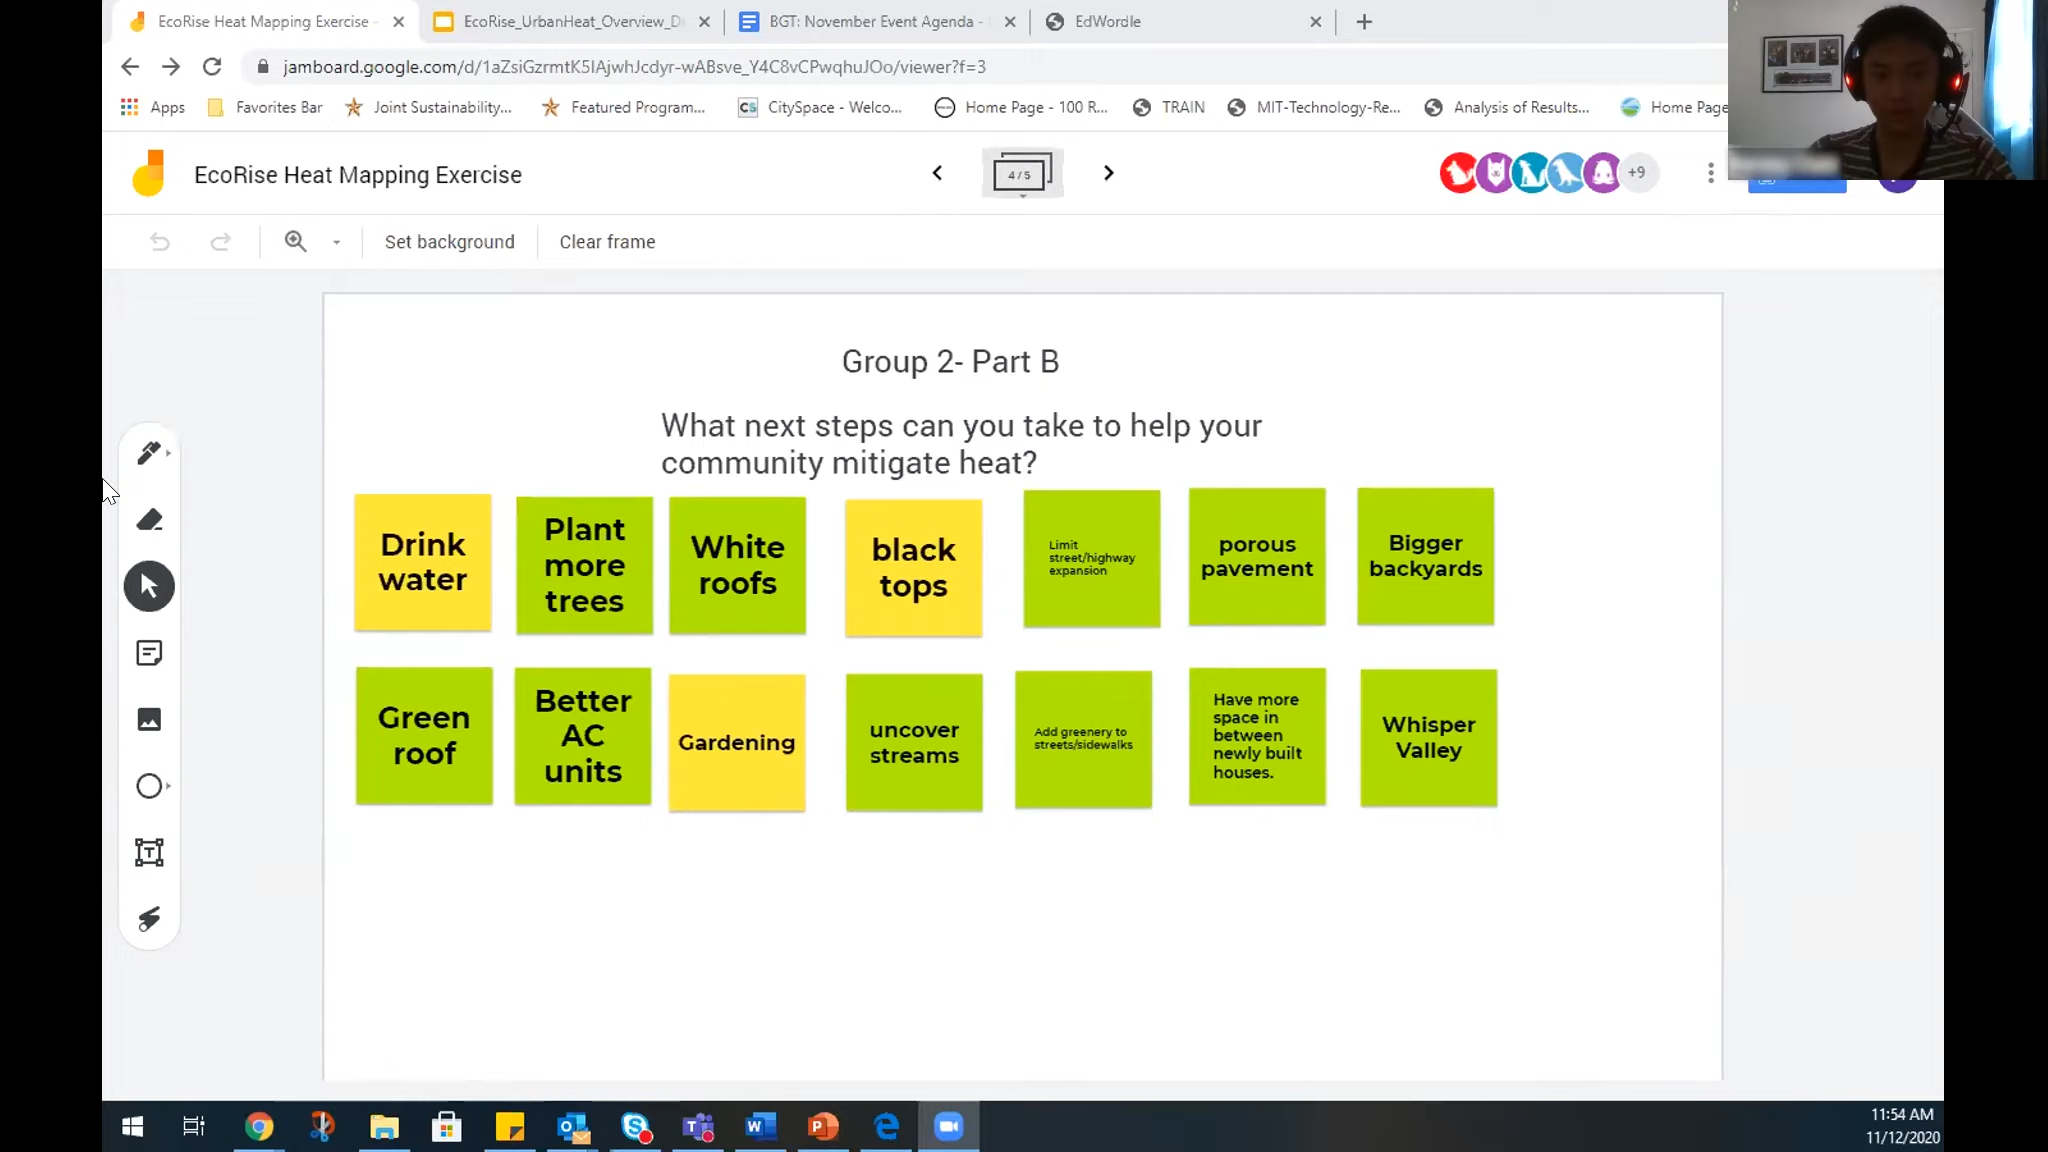 EcoRise Heat Mapping Exercise -
EcoRise_UrbanHeat_Overview_D
BGT: November Event Agenda -
EdWordle
jamboard.google.com/d/1aZsiGzrmtK5IAjwhJcdyr-wABsve_Y4C8vCPwqhuJOo/viewer?f=3
Apps
Favorites Bar
Joint Sustainability...
Featured Program...
CS
CitySpace - Welco...
Home Page - 100 R...
TRAIN
MIT-Technology-Re...
Analysis of Results...
Home Page
EcoRise Heat Mapping Exercise
4 / 5
+9
Set background
Clear frame
Group 2- Part B
What next steps can you take to help your
community mitigate heat?
Drink
water
Plant
more
trees
White
roofs
black
tops
Limit
street/highway
expansion
porous
pavement
Bigger
backyards
Green
roof
Better
AC
units
Gardening
uncover
streams
Add greenery to
streets/sidewalks
Have more
space in
between
newly built
houses.
Whisper
Valley
11:54 AM
11/12/2020